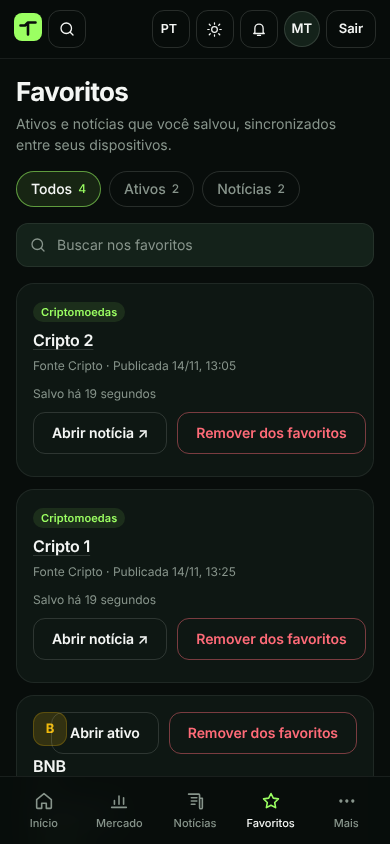 PT
MT
Sair
Favoritos
Ativos e notícias que você salvou, sincronizados
entre seus dispositivos.
Todos 4
Ativos 2
Notícias 2
Buscar nos favoritos
Criptomoedas
Cripto 2
Fonte Cripto · Publicada 14/11, 13:05
Salvo há 19 segundos
Abrir notícia ↗
Remover dos favoritos
Criptomoedas
Cripto 1
Fonte Cripto · Publicada 14/11, 13:25
Salvo há 19 segundos
Abrir notícia ↗
Remover dos favoritos
B
Abrir ativo
Remover dos favoritos
BNB
Início
Mercado
Notícias
Favoritos
Mais